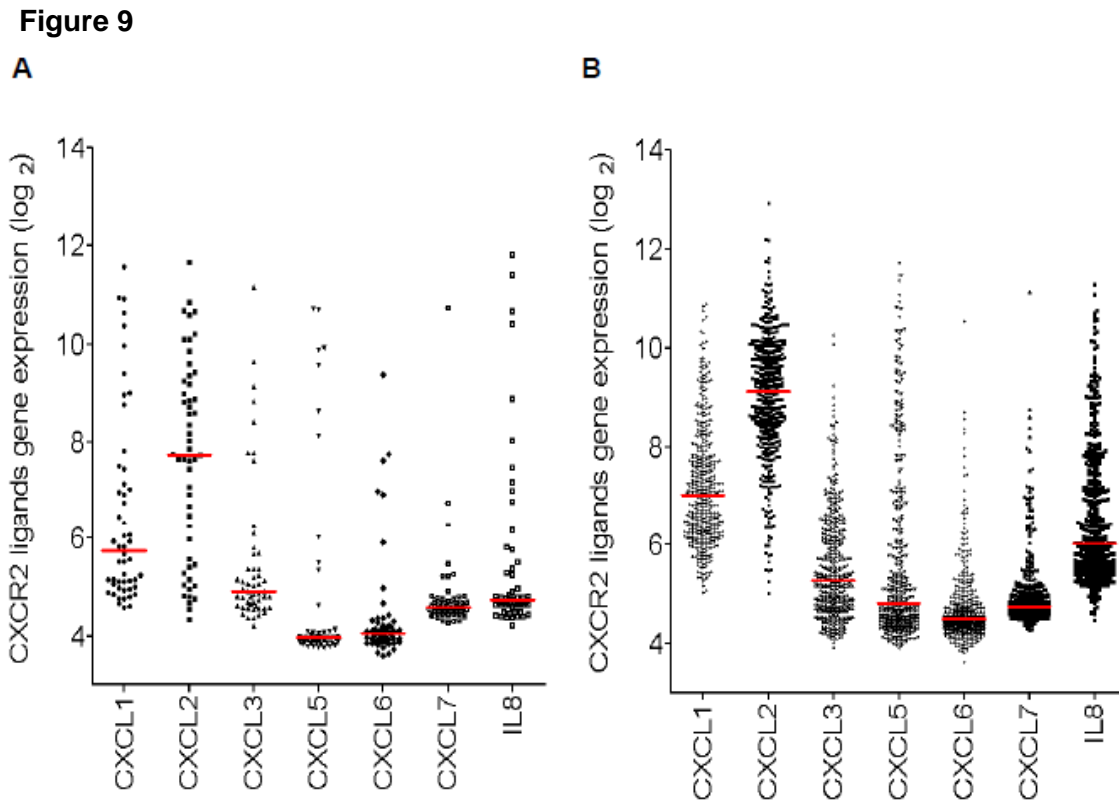 Figure 9
A
CXCR2 ligands gene expression (log 2)
14
12
10
8
6
4
CXCL1
CXCL2
CXCL3
CXCL5
CXCL6
CXCL7
IL8
B
CXCR2 ligands gene expression (log 2)
14
12
10
8
6
4
CXCL1
CXCL2
CXCL3
CXCL5
CXCL6
CXCL7
IL8